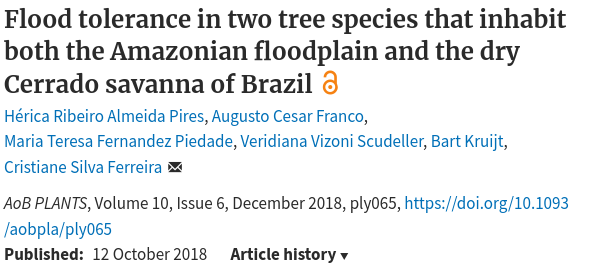 Flood tolerance in two tree species that inhabit
both the Amazonian floodplain and the dry
Cerrado savanna of Brazil
Hérica Ribeiro Almeida Pires, Augusto Cesar Franco,
Maria Teresa Fernandez Piedade, Veridiana Vizoni Scudeller, Bart Kruijt,
Cristiane Silva Ferreira
AoB PLANTS, Volume 10, Issue 6, December 2018, ply065, https://doi.org/10.1093
/aobpla/ply065
Published: 12 October 2018 Article history ▾